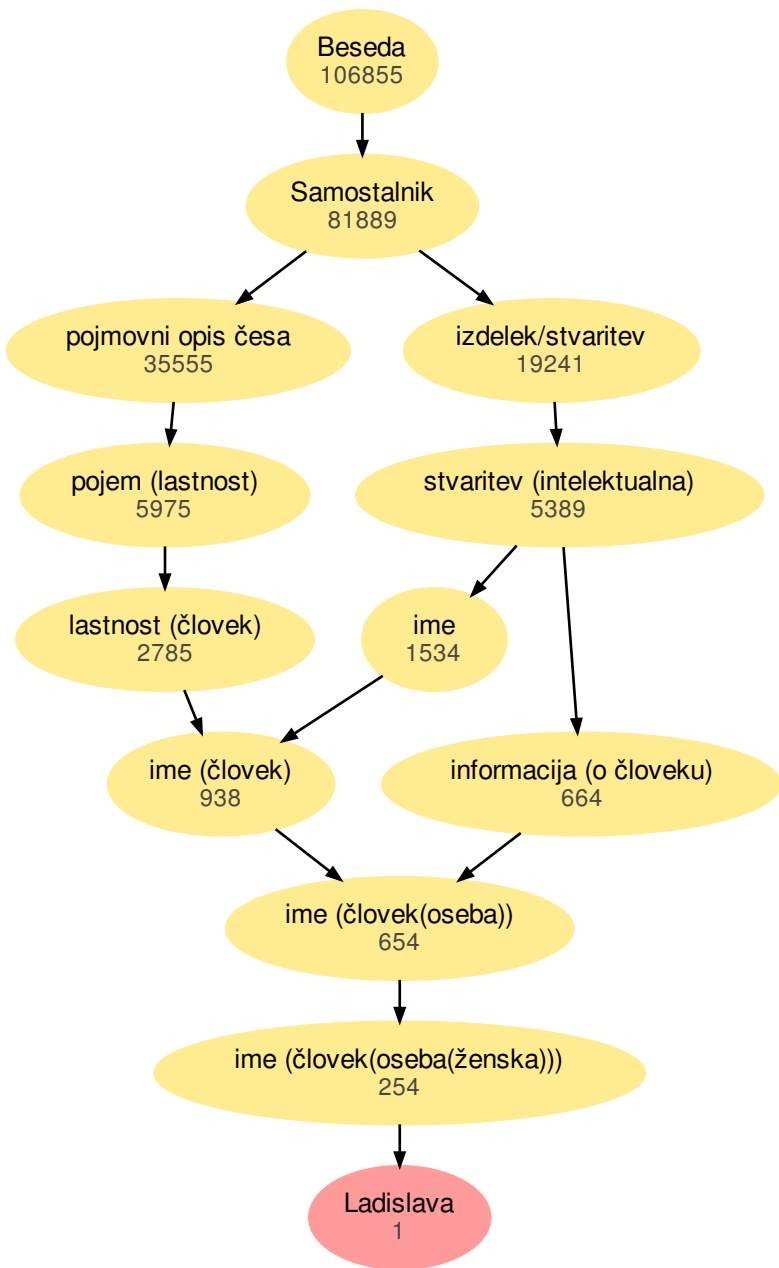 Beseda
106855
Samostalnik
81889
pojmovni opis česa
35555
izdelek/stvaritev
19241
pojem (lastnost)
5975
stvaritev (intelektualna)
5389
lastnost (človek)
2785
ime
1534
ime (človek)
938
informacija (o človeku)
664
ime (človek(oseba))
654
ime (človek(oseba(ženska)))
254
Ladislava
1